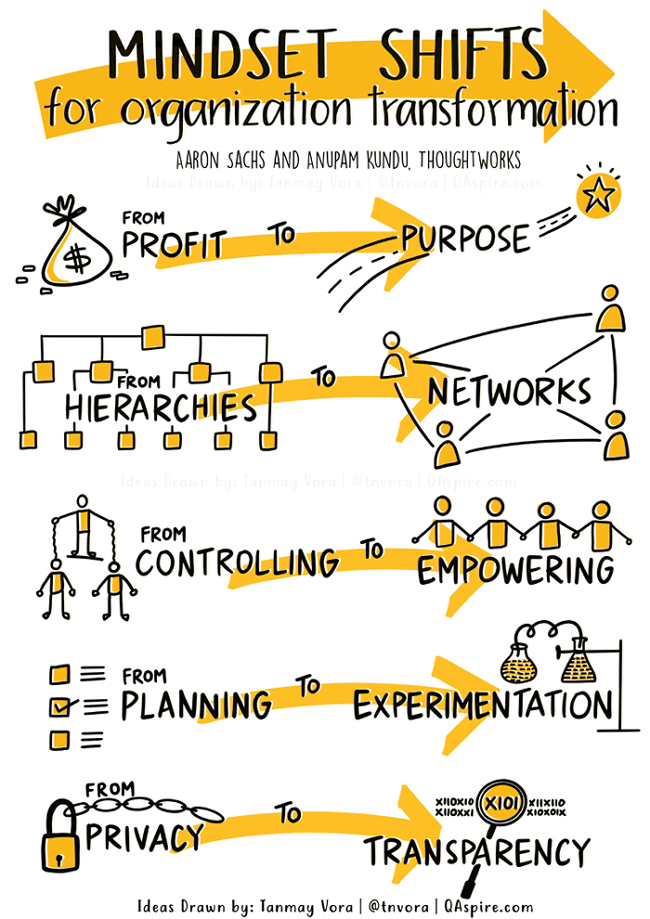 MINDSET SHIFTS
for organization transformation
AARON SACHS AND ANUPAM KUNDU, THOUGHTWORKS
Ideas Drawn by: Tanmay Vora | @tnvora | QAspire.com
FROM
PROFIT TO PURPOSE
$
FROM
HIERARCHIES TO NETWORKS
Ideas Drawn by: Tanmay Vora | @tnvora | QAspire.com
FROM
CONTROLLING TO EMPOWERING
FROM
PLANNING TO EXPERIMENTATION
FROM
PRIVACY TO TRANSPARENCY
X110X10 X101 X11X110
X110XX1 X10X01X
Ideas Drawn by: Tanmay Vora | @tnvora | QAspire.com